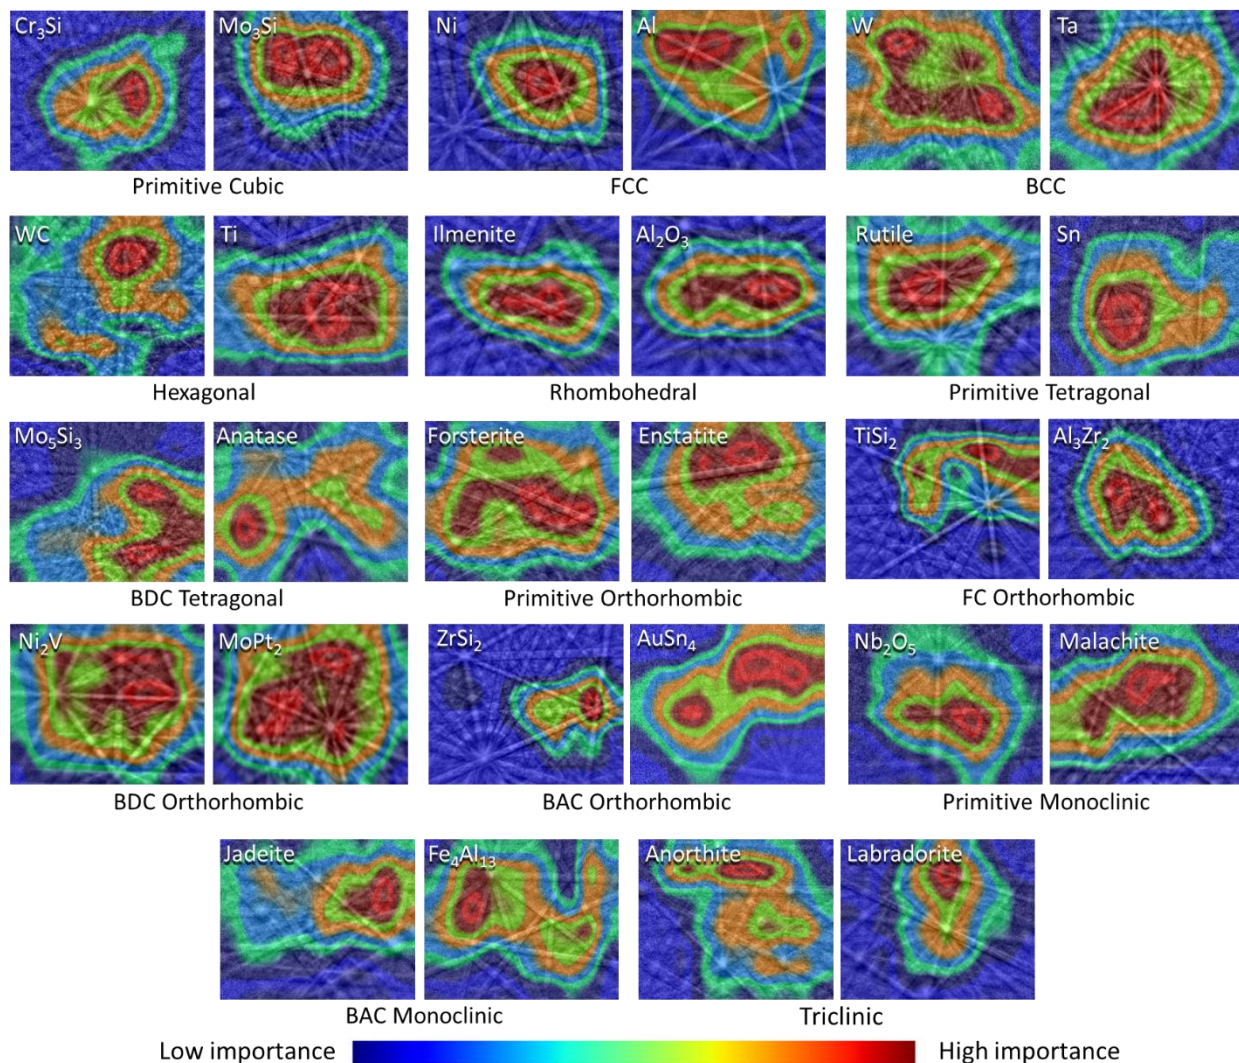 Cr₃Si Mo₃Si Ni Al W Ta
Primitive Cubic FCC BCC
WC Ti Ilmenite Al₂O₃ Rutile Sn
Hexagonal Rhombohedral Primitive Tetragonal
Mo₅Si₃ Anatase Forsterite Enstatite TiSi₂ Al₃Zr₂
BDC Tetragonal Primitive Orthorhombic FC Orthorhombic
Ni₂V MoPt₂ ZrSi₂ AuSn₄ Nb₂O₅ Malachite
BDC Orthorhombic BAC Orthorhombic Primitive Monoclinic
Jadeite Fe₄Al₁₃ Anorthite Labradorite
BAC Monoclinic Triclinic
Low importance High importance